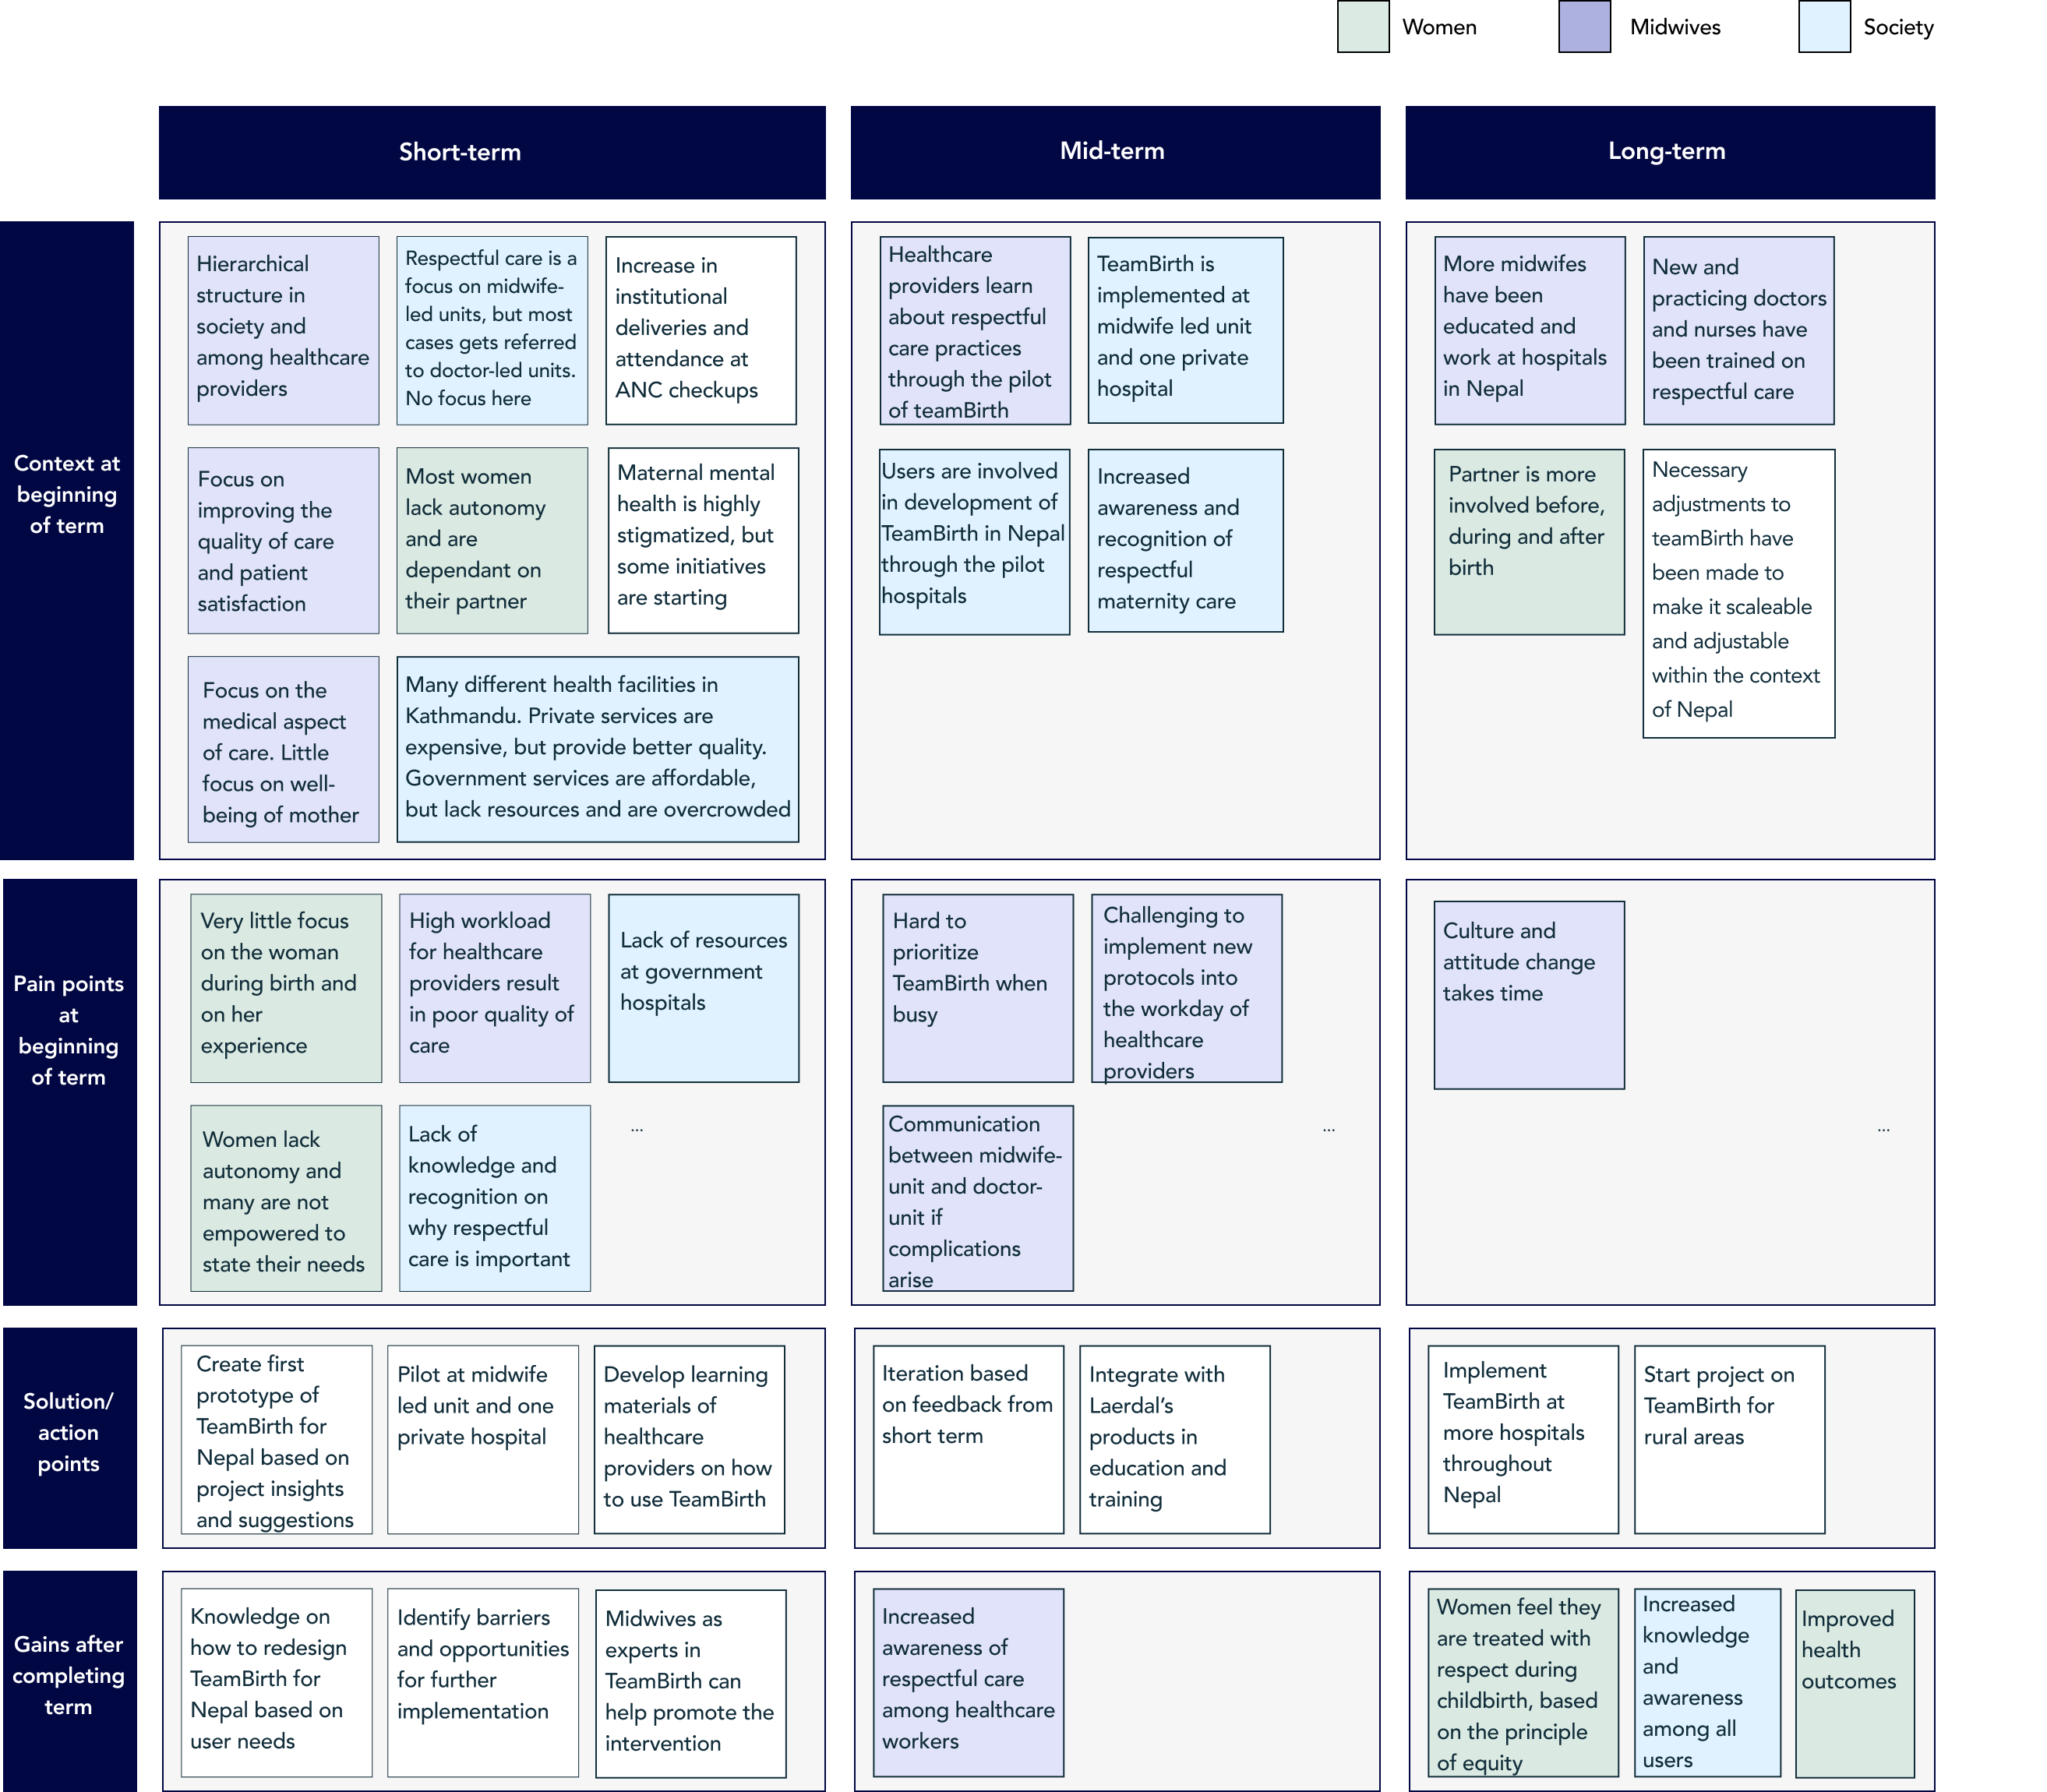 Women
Midwives
Society
Short-term
Mid-term
Long-term
Context at
beginning
of term
Hierarchical
structure in
society and
among healthcare
providers
Respectful care is a
focus on midwife-
led units, but most
cases gets referred
to doctor-led units.
No focus here
Increase in
institutional
deliveries and
attendance at
ANC checkups
Focus on
improving the
quality of care
and patient
satisfaction
Most women
lack autonomy
and are
dependant on
their partner
Maternal mental
health is highly
stigmatized, but
some initiatives
are starting
Focus on the
medical aspect
of care. Little
focus on well-
being of mother
Many different health facilities in
Kathmandu. Private services are
expensive, but provide better quality.
Government services are affordable,
but lack resources and are overcrowded
Healthcare
providers learn
about respectful
care practices
through the pilot
of teamBirth
TeamBirth is
implemented at
midwife led unit
and one private
hospital
Users are involved
in development of
TeamBirth in Nepal
through the pilot
hospitals
Increased
awareness and
recognition of
respectful
maternity care
More midwifes
have been
educated and
work at hospitals
in Nepal
New and
practicing doctors
and nurses have
been trained on
respectful care
Partner is more
involved before,
during and after
birth
Necessary
adjustments to
teamBirth have
been made to
make it scaleable
and adjustable
within the context
of Nepal
Pain points
at
beginning
of term
Very little focus
on the woman
during birth and
on her
experience
High workload
for healthcare
providers result
in poor quality of
care
Lack of resources
at government
hospitals
Women lack
autonomy and
many are not
empowered to
state their needs
Lack of
knowledge and
recognition on
why respectful
care is important
...
Hard to
prioritize
TeamBirth when
busy
Challenging to
implement new
protocols into
the workday of
healthcare
providers
Communication
between midwife-
unit and doctor-
unit if
complications
arise
...
Culture and
attitude change
takes time
...
Solution/
action
points
Create first
prototype of
TeamBirth for
Nepal based on
project insights
and suggestions
Pilot at midwife
led unit and one
private hospital
Develop learning
materials of
healthcare
providers on how
to use TeamBirth
Iteration based
on feedback from
short term
Integrate with
Laerdal's
products in
education and
training
Implement
TeamBirth at
more hospitals
throughout
Nepal
Start project on
TeamBirth for
rural areas
Gains after
completing
term
Knowledge on
how to redesign
TeamBirth for
Nepal based on
user needs
Identify barriers
and opportunities
for further
implementation
Midwives as
experts in
TeamBirth can
help promote the
intervention
Increased
awareness of
respectful care
among healthcare
workers
Women feel they
are treated with
respect during
childbirth, based
on the principle
of equity
Increased
knowledge
and
awareness
among all
users
Improved
health
outcomes